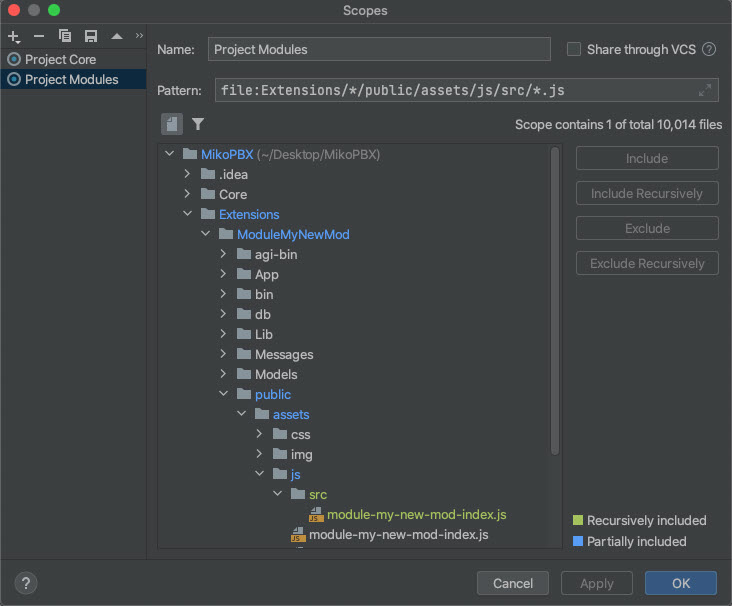 Scopes
Project Core
Project Modules
Name: Project Modules Share through VCS ?
Pattern: file:Extensions/*/public/assets/js/src/*.js
Scope contains 1 of total 10,014 files
MikoPBX (~/Desktop/MikoPBX)
.idea
Core
Extensions
ModuleMyNewMod
agi-bin
App
bin
db
Lib
Messages
Models
public
assets
css
img
js
src
JS module-my-new-mod-index.js
JS module-my-new-mod-index.js
Include
Include Recursively
Exclude
Exclude Recursively
Recursively included
Partially included
? Cancel Apply OK